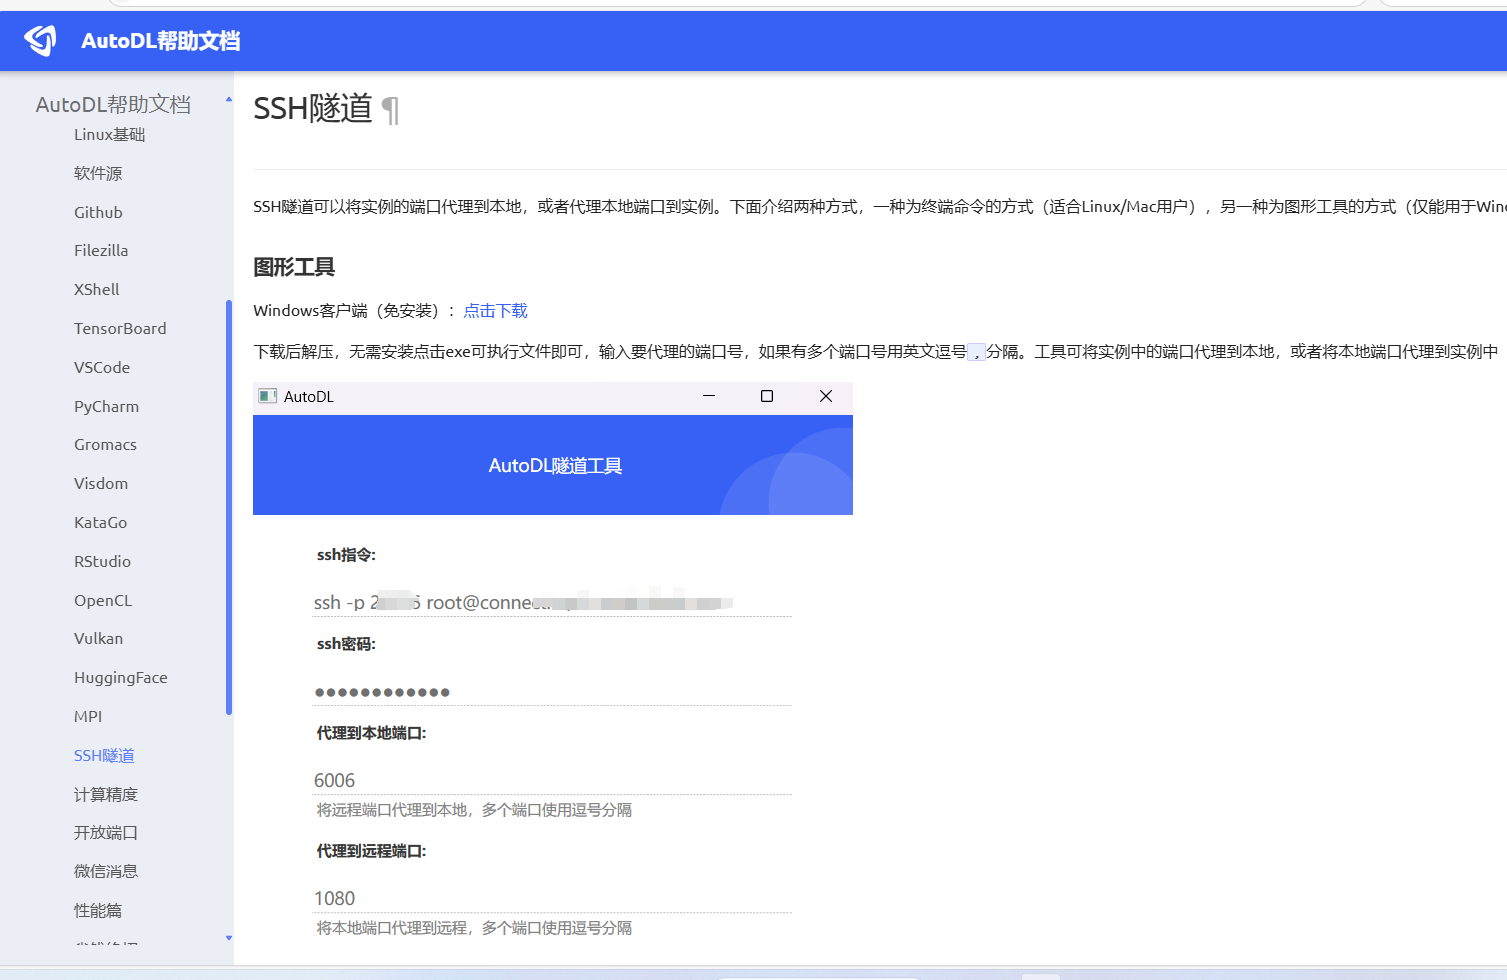 AutoDL帮助文档
AutoDL帮助文档
Linux基础
软件源
Github
Filezilla
XShell
TensorBoard
VSCode
PyCharm
Gromacs
Visdom
KataGo
RStudio
OpenCL
Vulkan
HuggingFace
MPI
SSH隧道
计算精度
开放端口
微信消息
性能篇
SSH隧道 ¶
SSH隧道可以将实例的端口代理到本地，或者代理本地端口到实例。下面介绍两种方式，一种为终端命令的方式（适合Linux/Mac用户），另一种为图形工具的方式（仅能用于Win
图形工具
Windows客户端（免安装）：点击下载
下载后解压，无需安装点击exe可执行文件即可，输入要代理的端口号，如果有多个端口号用英文逗号,分隔。工具可将实例中的端口代理到本地，或者将本地端口代理到实例中
AutoDL
AutoDL隧道工具
ssh指令:
ssh -p 2 6 root@connec
ssh密码:
●●●●●●●●●●●●
代理到本地端口:
6006
将远程端口代理到本地，多个端口使用逗号分隔
代理到远程端口:
1080
将本地端口代理到远程，多个端口使用逗号分隔